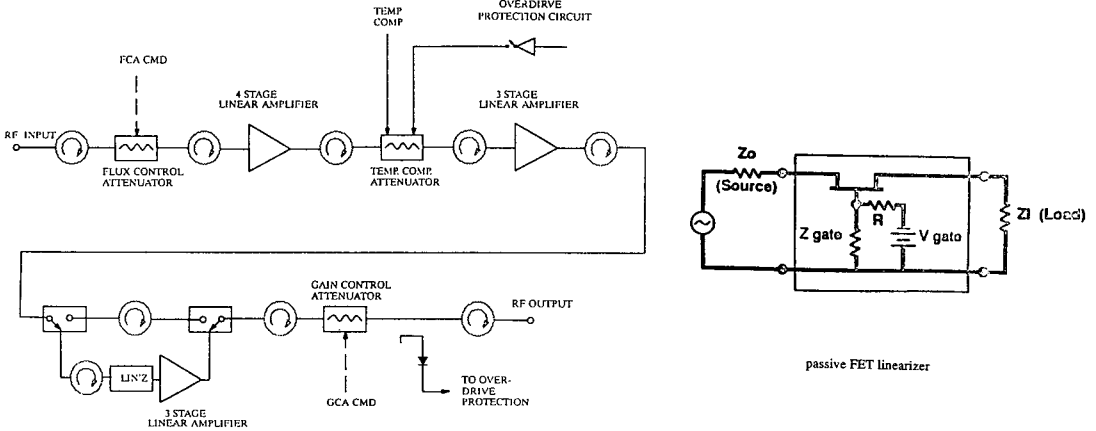 TEMP
COMP
OVERDIRVE
PROTECTION CIRCUIT
FCA CMD
4 STAGE
LINEAR AMPLIFIER
3 STAGE
LINEAR AMPLIFIER
RF INPUT
FLUX CONTROL
ATTENUATOR
TEMP. COMP.
ATTENUATOR
GAIN CONTROL
ATTENUATOR
RF OUTPUT
LIN'Z
3 STAGE
LINEAR AMPLIFIER
GCA CMD
TO OVER-
DRIVE
PROTECTION
Zo
(Source)
R
Z gate
V gate
Zl (Load)
passive FET linearizer